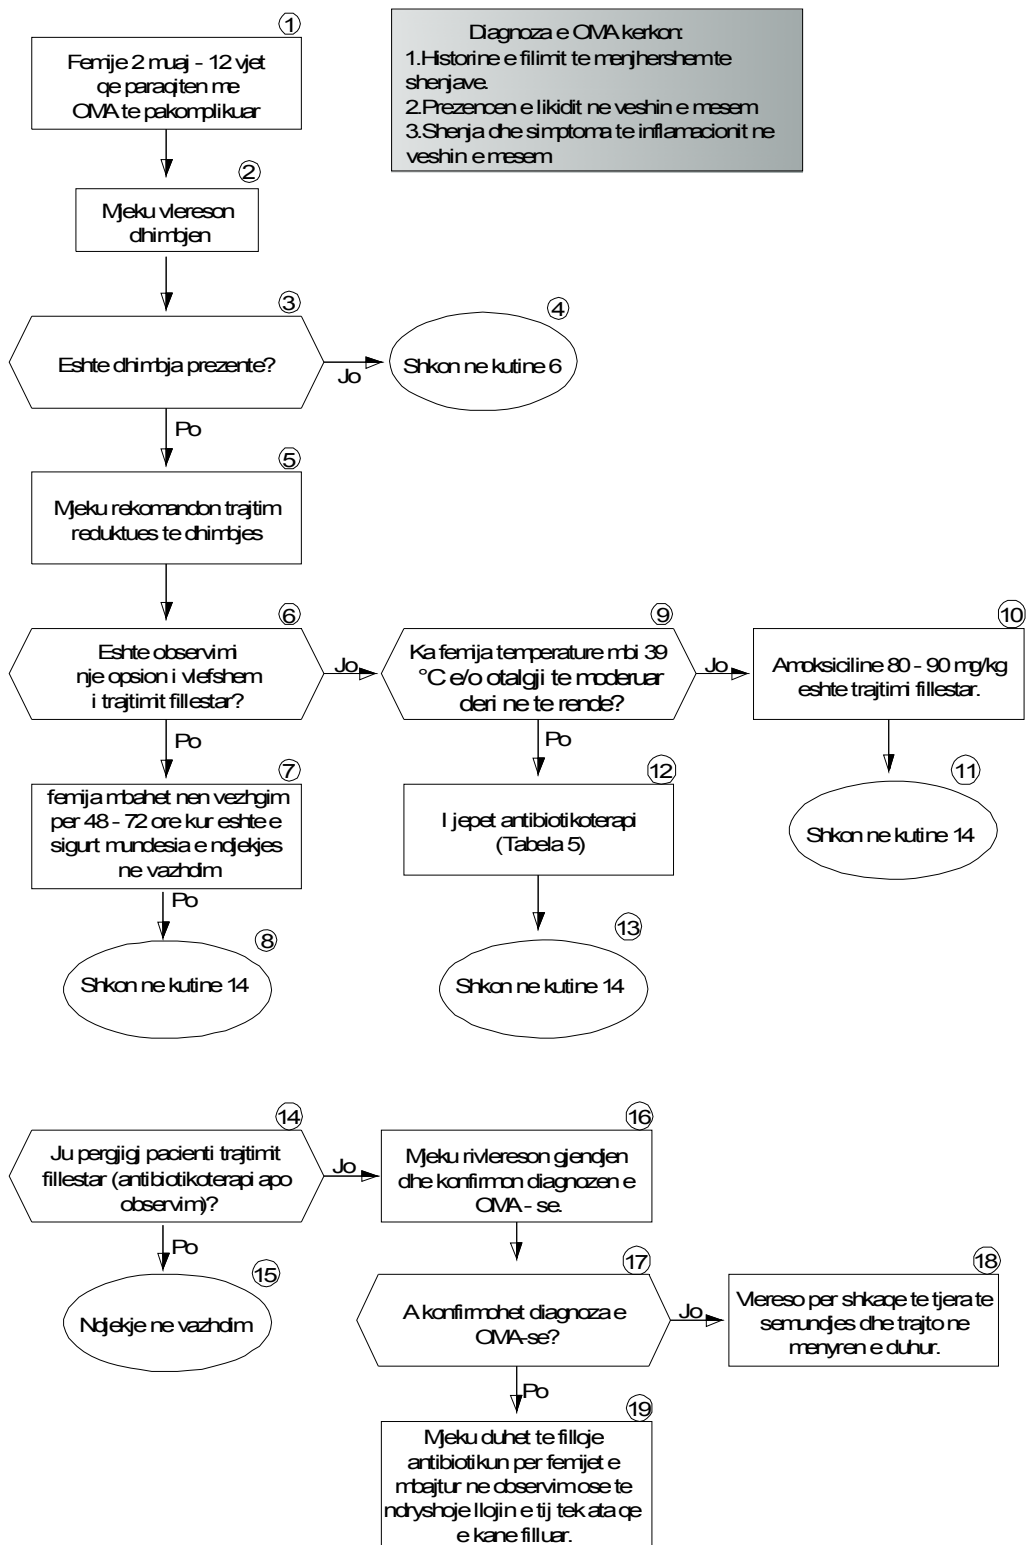 1
Femije 2 muaj - 12 vjet
qe paraqiten me
OMA te pakomplikuar
Diagnoza e OMA kerkon:
1.Historine e fillimit te menjhershem te
shenjave.
2.Prezencen e likidit ne veshin e mesem
3.Shenja dhe simptoma te inflamacionit ne
veshin e mesem
2
Mjeku vlereson
dhimbjen
3
Eshte dhimbja prezente?
Jo
4
Shkon ne kutine 6
Po
5
Mjeku rekomandon trajtim
reduktues te dhimbjes
6
Eshte observimi
nje opsion i vlefshem
i trajtimit fillestar?
Jo
9
Ka femija temperature mbi 39
°C e/o otalgji te moderuar
deri ne te rende?
Jo
10
Amoksiciline 80 - 90 mg/kg
eshte trajtimi fillestar.
Po
7
femija mbahet nen vezhgim
per 48 - 72 ore kur eshte e
sigurt mundesia e ndjekjes
ne vazhdim
Po
12
I jepet antibiotikoterapi
(Tabela 5)
11
Shkon ne kutine 14
Po
8
Shkon ne kutine 14
13
Shkon ne kutine 14
14
Ju pergjigj pacienti trajtimit
fillestar (antibiotikoterapi apo
observim)?
Jo
16
Mjeku rivlereson gjendjen
dhe konfirmon diagnozen e
OMA - se.
Po
15
Ndjekje ne vazhdim
17
A konfirmohet diagnoza e
OMA-se?
Jo
18
Vlereso per shkaqe te tjera te
semundjes dhe trajto ne
menyren e duhur.
Po
19
Mjeku duhet te filloje
antibiotikun per femijet e
mbajtur ne observim ose te
ndryshoje llojin e tij tek ata qe
e kane filluar.